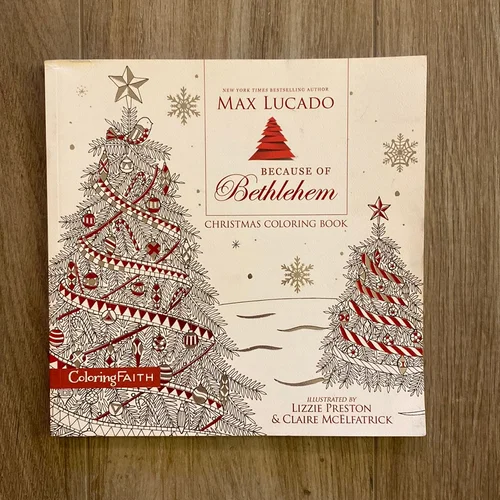 NEW YORK TIMES BESTSELLING AUTHOR
MAX LUCADO
BECAUSE OF
Bethlehem
CHRISTMAS COLORING BOOK
ColoringFAITH
ILLUSTRATED BY
LIZZIE PRESTON
& CLAIRE MCELFATRICK